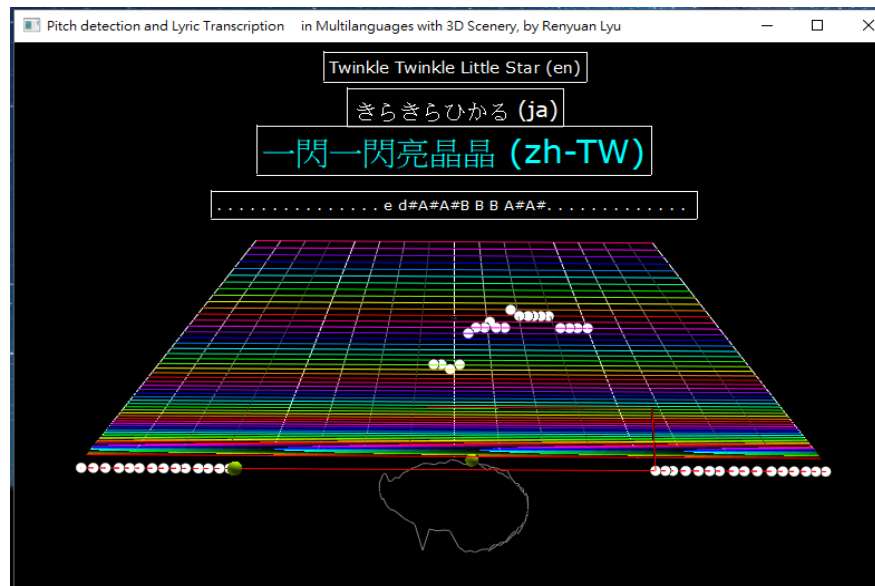 Pitch detection and Lyric Transcription in Multilanguages with 3D Scenery, by Renyuan Lyu
Twinkle Twinkle Little Star (en)
きらきらひかる (ja)
一閃一閃亮晶晶 (zh-TW)
. . . . . . . . . . . . . . . e d#A#A#B B B A#A#. . . . . . . . . . . . .